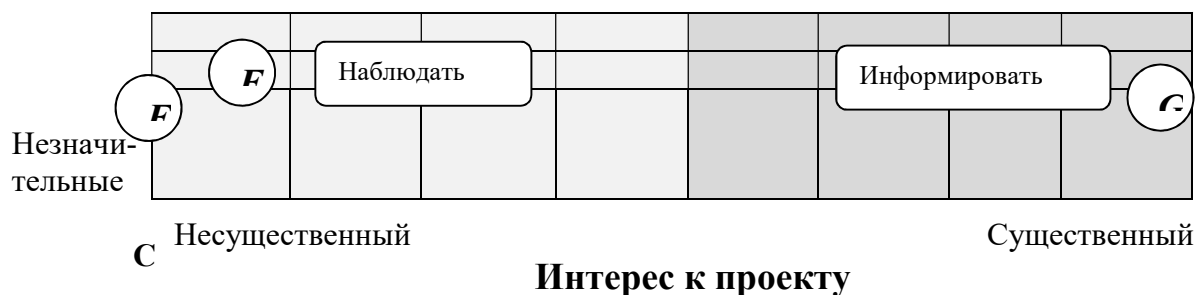 Наблюдать
Информировать
Незначи-
тельные
Несущественный
Существенный
С
Интерес к проекту